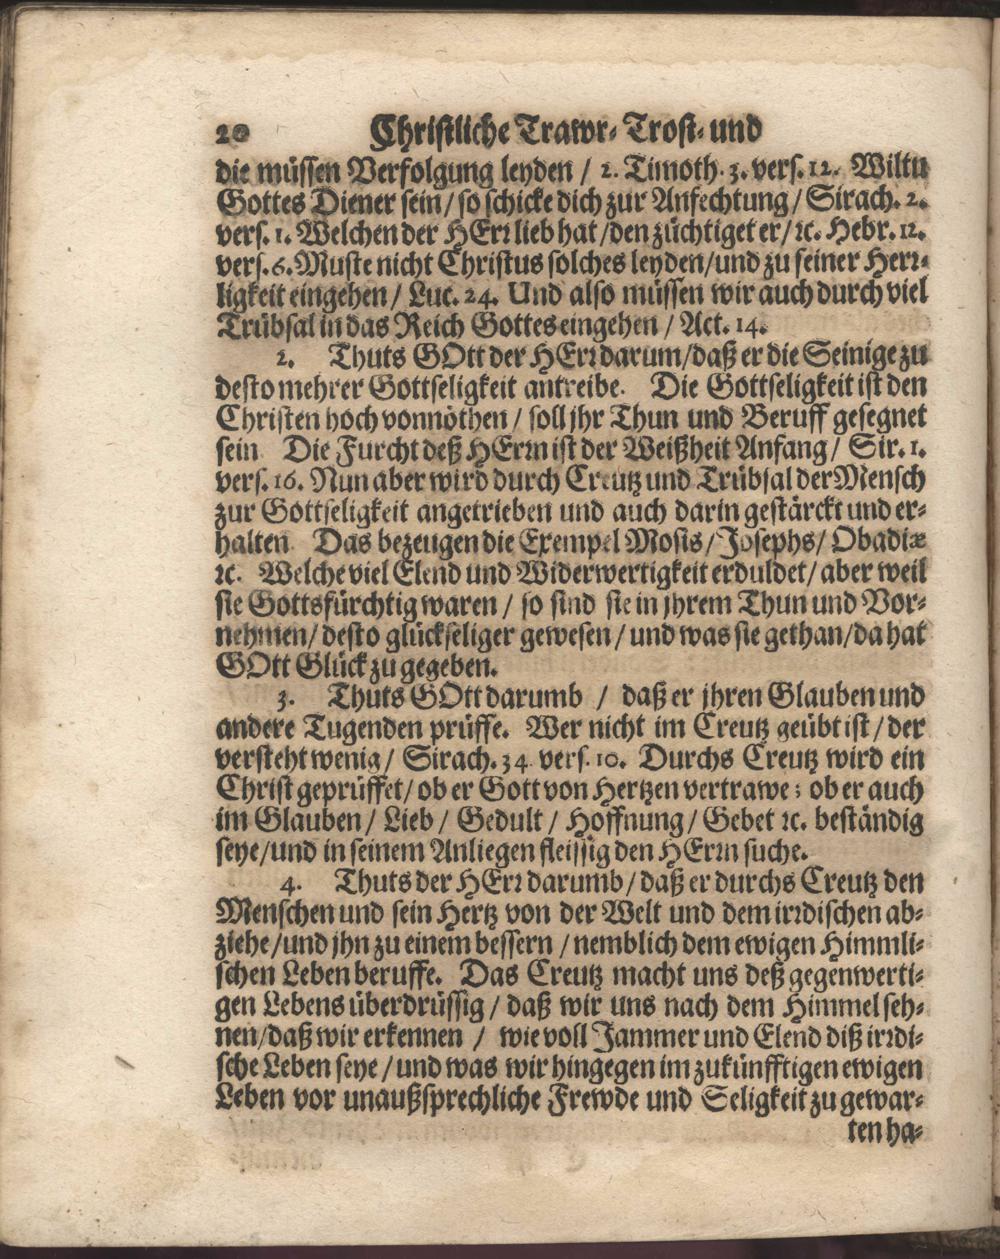 20 Christliche Trawr- Trost- und
die müssen Verfolgung leyden / 2. Timoth. 3. vers. 12. Wiltu
Gottes Diener sein / so schicke dich zur Anfechtung / Sirach. 2.
vers. 1. Welchen der HErr lieb hat / den züchtiget er / ꝛc. Hebr. 12.
vers. 6. Muste nicht Christus solches leyden / und zu seiner Herr-
ligkeit eingehen / Luc. 24. Und also müssen wir auch durch viel
Trübsal in das Reich Gottes eingehen / Act. 14.
2. Thuts GOtt der HErr darum / daß er die Seinige zu
desto mehrer Gottseligkeit antreibe. Die Gottseligkeit ist den
Christen hoch vonnöthen / soll jhr Thun und Beruff gesegnet
sein Die Furcht deß HErrn ist der Weißheit Anfang / Sir. 1.
vers. 16. Nun aber wird durch Creutz und Trübsal der Mensch
zur Gottseligkeit angetrieben und auch darin gestärckt und er-
halten Das bezeugen die Exempel Mosis / Josephs / Obadiæ
ꝛc. Welche viel Elend und Widerwertigkeit erduldet / aber weil
sie Gottsfürchtig waren / so sind sie in jhrem Thun und Vor-
nehmen / desto glückseliger gewesen / und was sie gethan / da hat
GOtt Glück zu gegeben.
3. Thuts GOtt darumb / daß er jhren Glauben und
andere Tugenden prüffe. Wer nicht im Creutz geübt ist / der
versteht wenig / Sirach. 34 vers. 10. Durchs Creutz wird ein
Christ geprüffet / ob er Gott von Hertzen vertrawe; ob er auch
im Glauben / Lieb / Gedult / Hoffnung / Gebet ꝛc. beständig
seye / und in seinem Anliegen fleissig den HErrn suche.
4. Thuts der HErr darumb / daß er durchs Creutz den
Menschen und sein Hertz von der Welt und dem irrdischen ab-
ziehe / und jhn zu einem bessern / nemblich dem ewigen Himmli-
schen Leben beruffe. Das Creutz macht uns deß gegenwerti-
gen Lebens überdrüssig / daß wir uns nach dem Himmel seh-
nen / daß wir erkennen / wie voll Jammer und Elend diß irrdi-
sche Leben seye / und was wir hingegen im zukünfftigen ewigen
Leben vor unaußsprechliche Frewde und Seligkeit zu gewar-
ten ha-